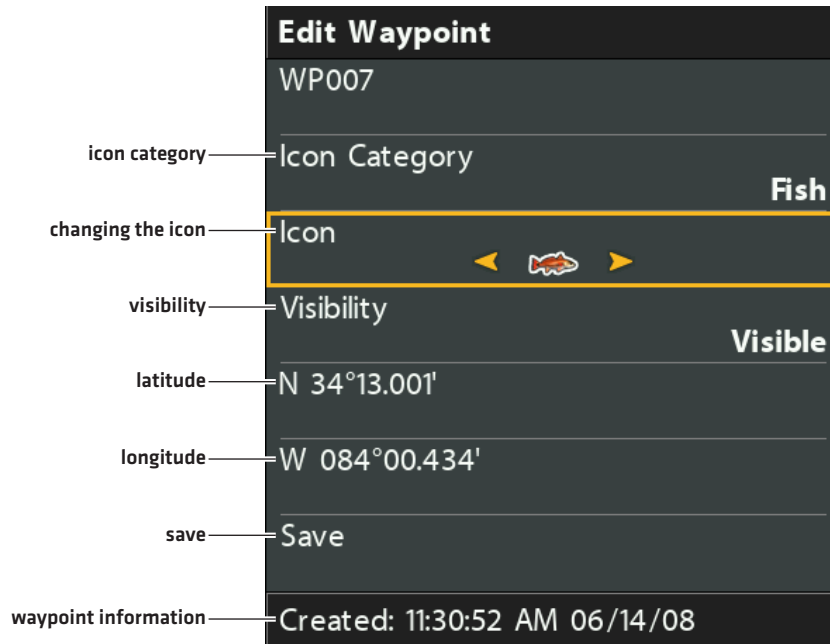 Edit Waypoint
WP007
icon category
Icon Category
Fish
changing the icon
Icon
visibility
Visibility
Visible
latitude
N 34°13.001'
longitude
W 084°00.434'
save
Save
waypoint information
Created: 11:30:52 AM 06/14/08